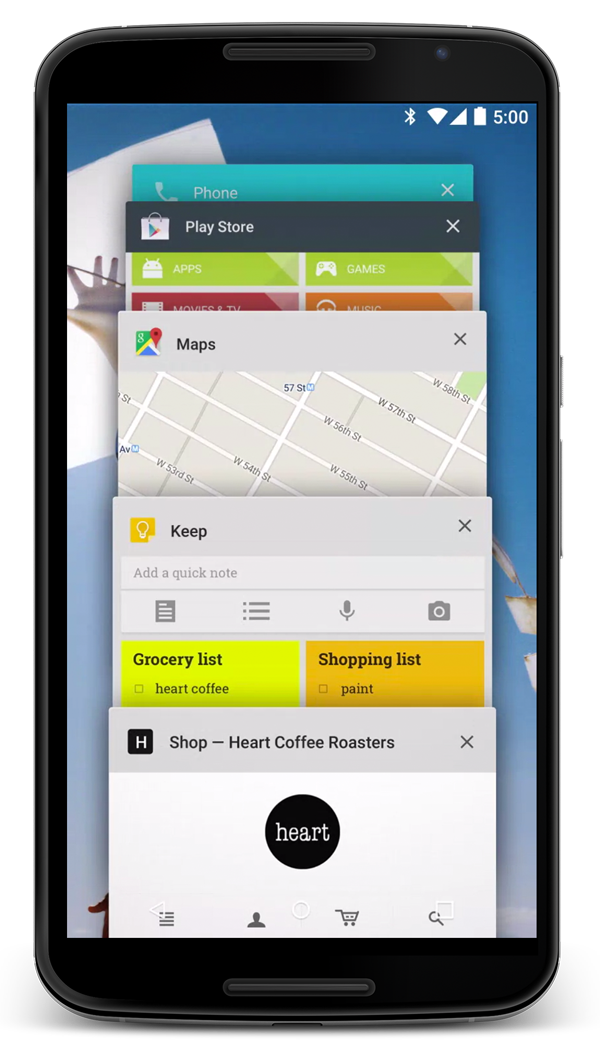 5:00
Phone
Play Store
APPS
GAMES
MOVIES & TV
MUSIC
Maps
57 St M
W 58th St
W 57th St
St
W 56th St
Av M
W 53rd St
W 54th St
W 55th St
Keep
Add a quick note
Grocery list
Shopping list
heart coffee
paint
H
Shop — Heart Coffee Roasters
heart